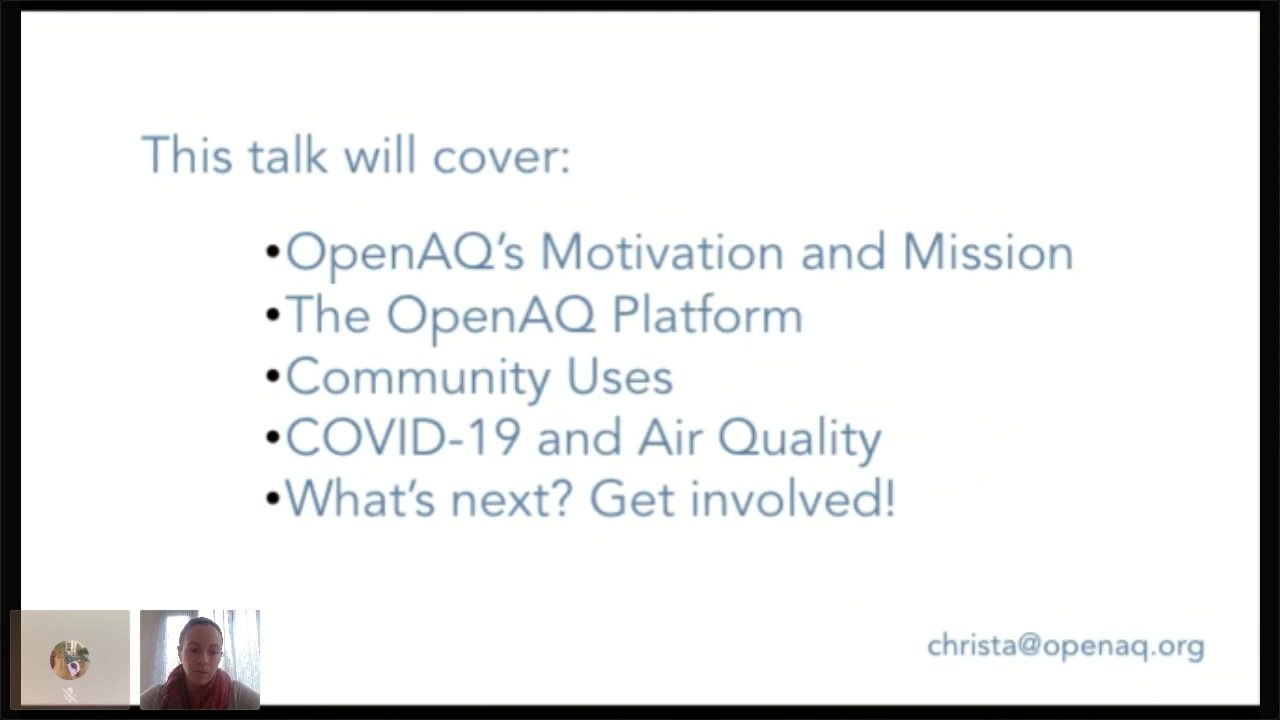 This talk will cover:
•OpenAQ’s Motivation and Mission
•The OpenAQ Platform
•Community Uses
•COVID-19 and Air Quality
•What’s next? Get involved!
christa@openaq.org